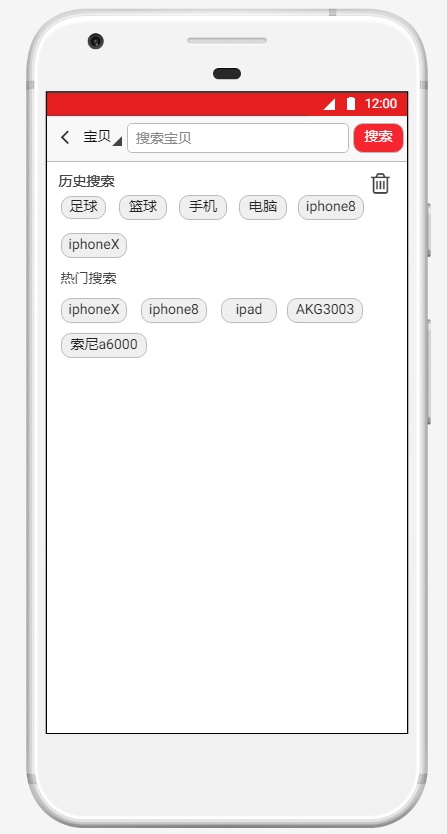 12:00
宝贝 搜索宝贝 搜索
历史搜索
足球 篮球 手机 电脑 iphone8
iphoneX
热门搜索
iphoneX iphone8 ipad AKG3003
索尼a6000